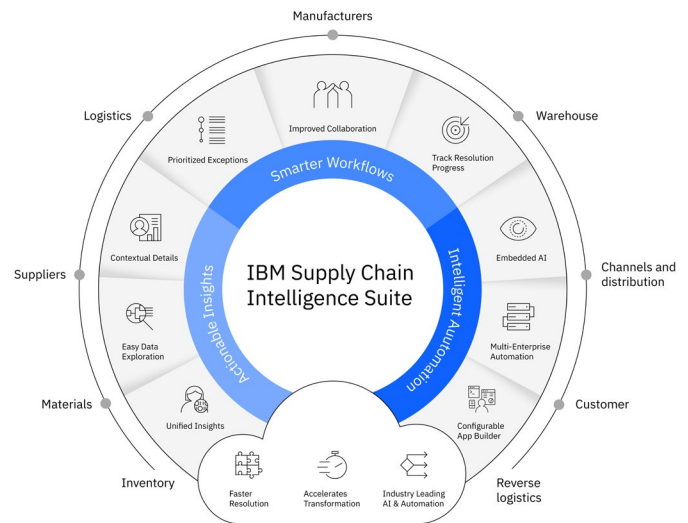 Manufacturers
Logistics
Warehouse
Improved Collaboration
Prioritized Exceptions
Track Resolution
Progress
Smarter Workflows
Contextual Details
Embedded AI
Suppliers
Channels and
distribution
IBM Supply Chain
Intelligence Suite
Actionable Insights
Intelligent Automation
Easy Data
Exploration
Multi-Enterprise
Automation
Materials
Customer
Unified Insights
Configurable
App Builder
Inventory
Reverse
logistics
Faster
Resolution
Accelerates
Transformation
Industry Leading
AI & Automation